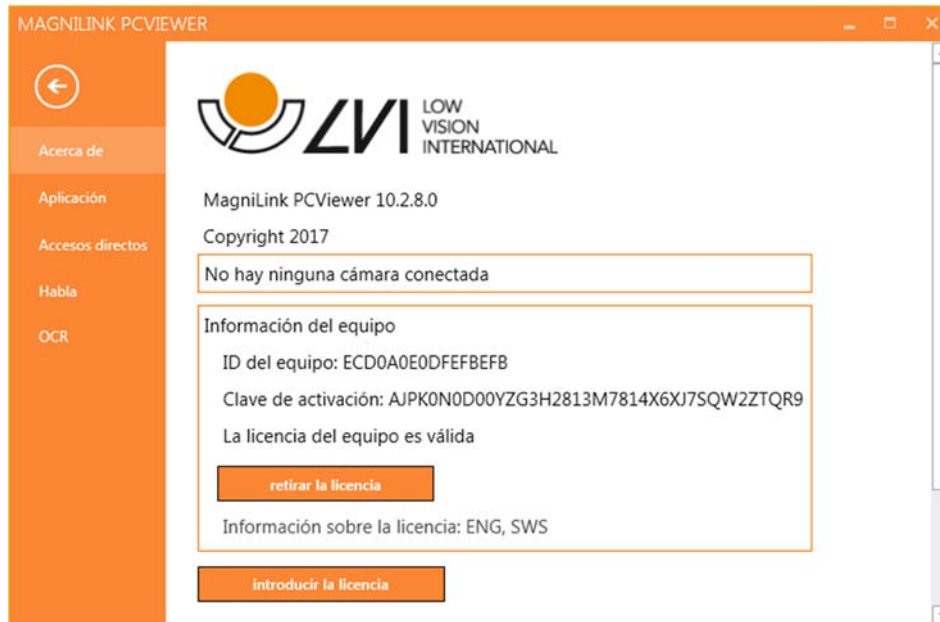 MAGNILINK PCVIEWER
Acerca de
Aplicación
Accesos directos
Habla
OCR
LVI LOW
VISION
INTERNATIONAL
MagniLink PCViewer 10.2.8.0
Copyright 2017
No hay ninguna cámara conectada
Información del equipo
ID del equipo: ECD0A0E0DFEFBEFB
Clave de activación: AJPK0N0D00YZG3H2813M7814X6XJ7SQW2ZTQR9
La licencia del equipo es válida
retirar la licencia
Información sobre la licencia: ENG, SWS
introducir la licencia